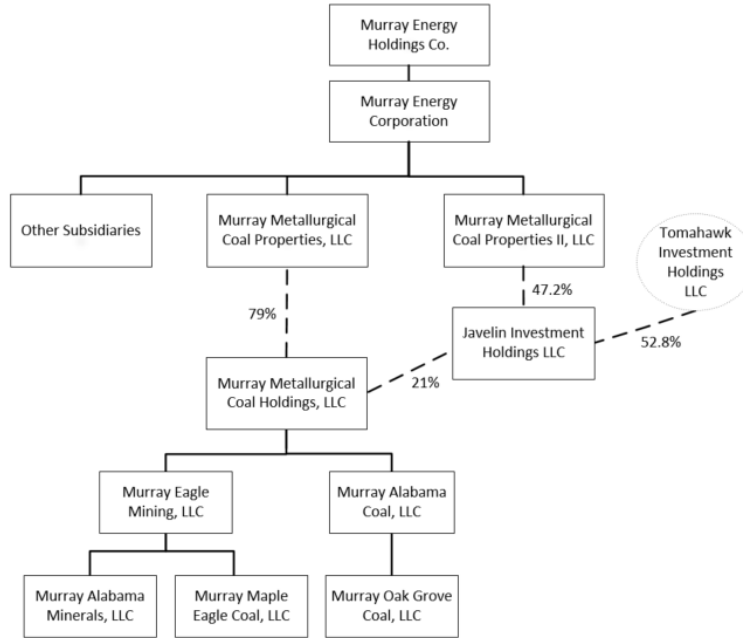 Murray Energy
Holdings Co.
Murray Energy
Corporation
Other Subsidiaries
Murray Metallurgical
Coal Properties, LLC
Murray Metallurgical
Coal Properties II, LLC
Tomahawk
Investment
Holdings
LLC
79%
47.2%
Javelin Investment
Holdings LLC
52.8%
Murray Metallurgical
Coal Holdings, LLC
21%
Murray Eagle
Mining, LLC
Murray Alabama
Coal, LLC
Murray Alabama
Minerals, LLC
Murray Maple
Eagle Coal, LLC
Murray Oak Grove
Coal, LLC